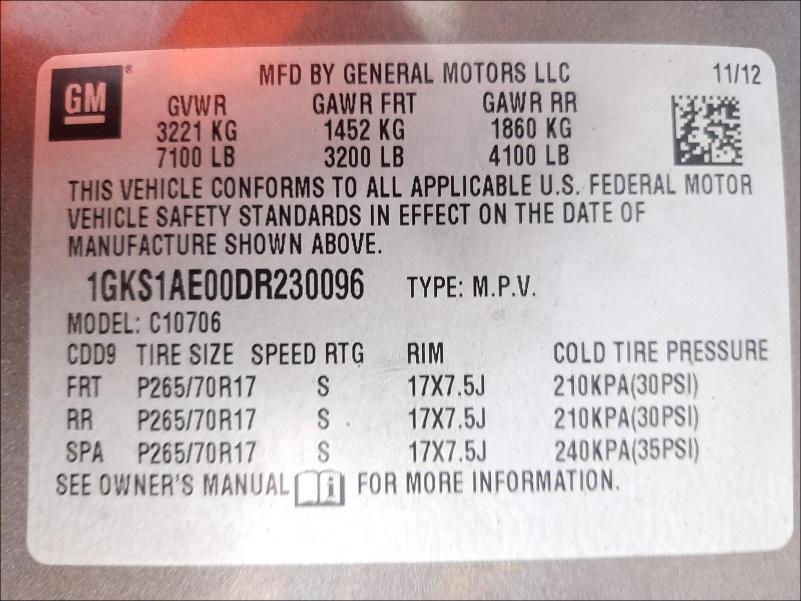 GM ® MFD BY GENERAL MOTORS LLC 11/12
GVWR GAWR FRT GAWR RR
3221 KG 1452 KG 1860 KG
7100 LB 3200 LB 4100 LB
THIS VEHICLE CONFORMS TO ALL APPLICABLE U.S. FEDERAL MOTOR
VEHICLE SAFETY STANDARDS IN EFFECT ON THE DATE OF
MANUFACTURE SHOWN ABOVE.
1GKS1AE00DR230096 TYPE: M.P.V.
MODEL: C10706
CDD9 TIRE SIZE SPEED RTG RIM COLD TIRE PRESSURE
FRT P265/70R17 S 17X7.5J 210KPA(30PSI)
RR P265/70R17 S 17X7.5J 210KPA(30PSI)
SPA P265/70R17 S 17X7.5J 240KPA(35PSI)
SEE OWNER'S MANUAL i FOR MORE INFORMATION.